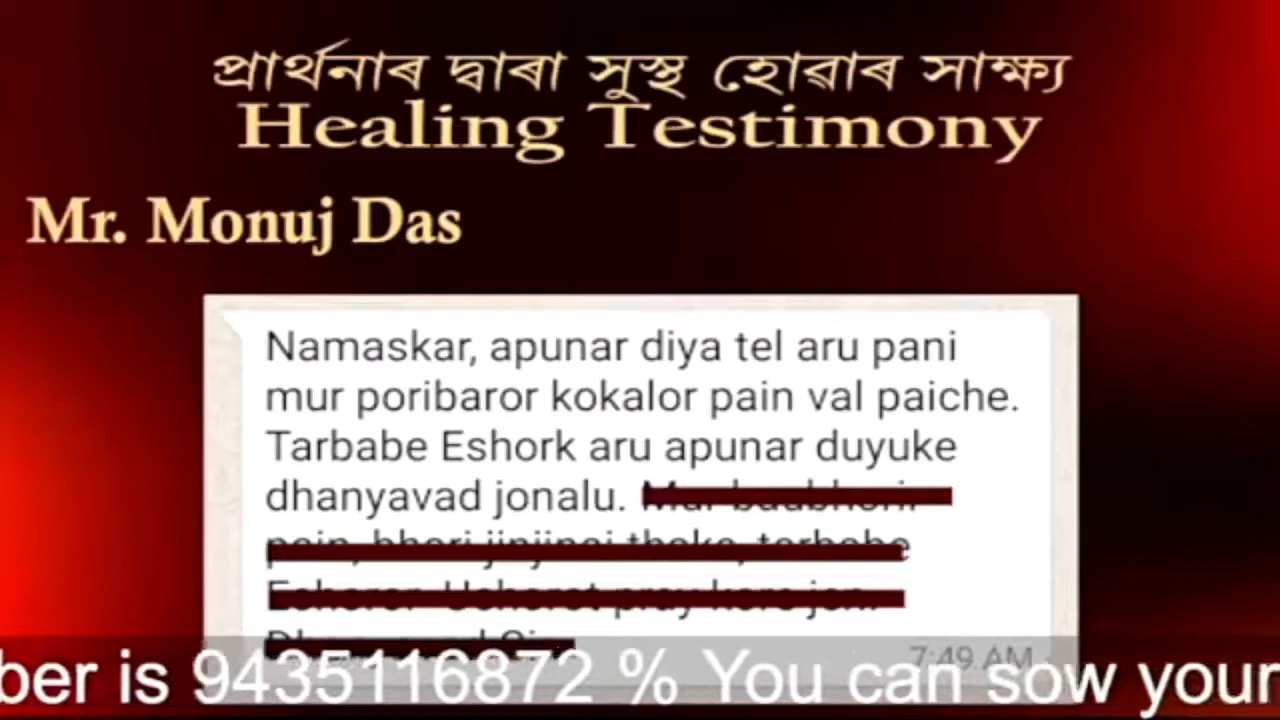 প্ৰাৰ্থনাৰ দ্বাৰা সুস্থ হোৱাৰ সাক্ষ্য
Healing Testimony
Mr. Monuj Das
Namaskar, apunar diya tel aru pani
mur poribaror kokalor pain val paiche.
Tarbabe Eshork aru apunar duyuke
dhanyavad jonalu.
7:49 AM
ber is 9435116872 % You can sow your